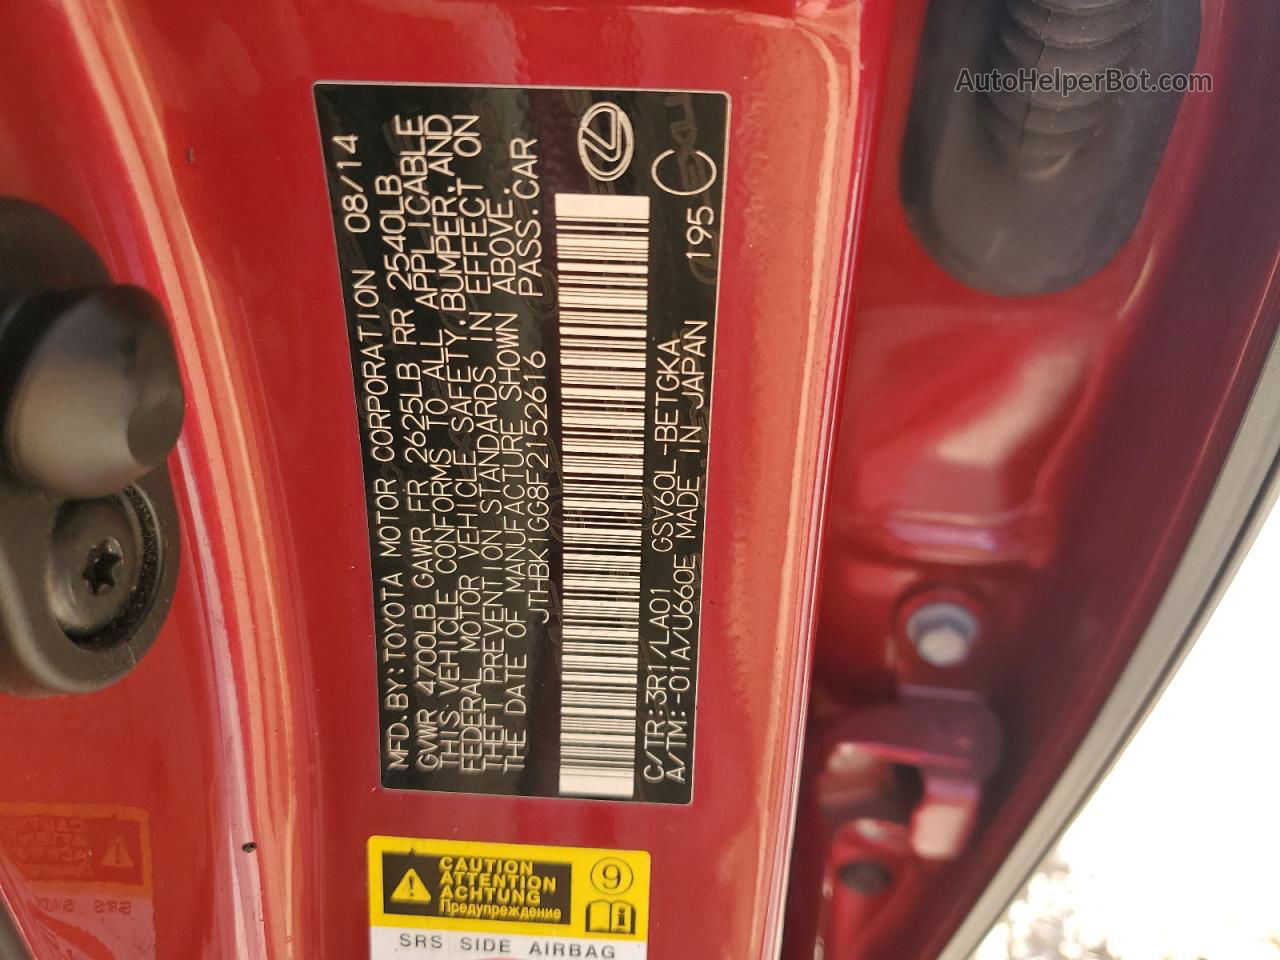 AutoHelperBot.com
MFD. BY: TOYOTA MOTOR CORPORATION 08/14
GVWR 4700LB GAWR FR 2625LB RR 2540LB
THIS VEHICLE CONFORMS TO ALL APPLICABLE
FEDERAL MOTOR VEHICLE SAFETY, BUMPER, AND
THEFT PREVENTION STANDARDS IN EFFECT ON
THE DATE OF MANUFACTURE SHOWN ABOVE.
JTHBK1GG8F2152616 PASS. CAR
C/TR: 3R1/LA01 GSV60L-BETGKA 195 C
A/TM: -01A/U660E MADE IN JAPAN
CAUTION
ATTENTION
ACHTUNG
Предупреждение
9
SRS SIDE AIRBAG